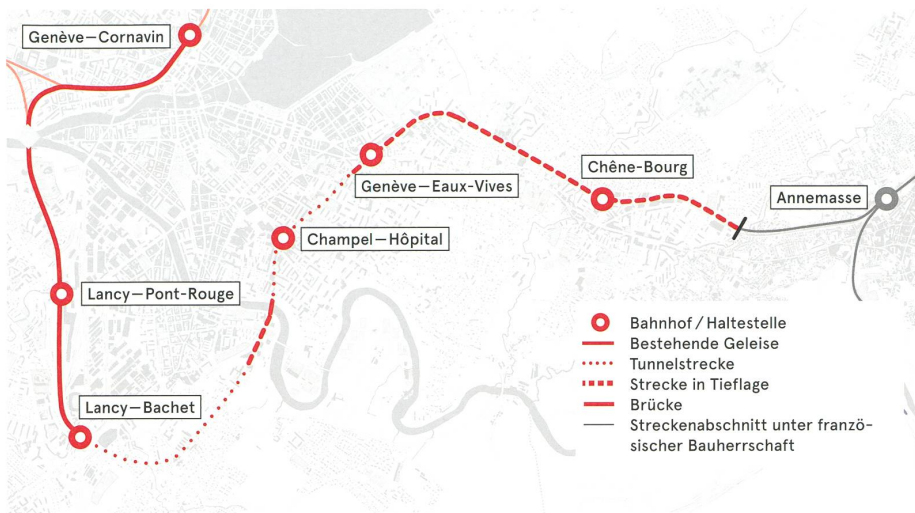 Genève—Cornavin
Genève—Eaux-Vives
Chêne-Bourg
Annemasse
Champel—Hôpital
Lancy—Pont-Rouge
Lancy—Bachet
Bahnhof / Haltestelle
Bestehende Geleise
Tunnelstrecke
Strecke in Tieflage
Brücke
Streckenabschnitt unter franzö-
sischer Bauherrschaft